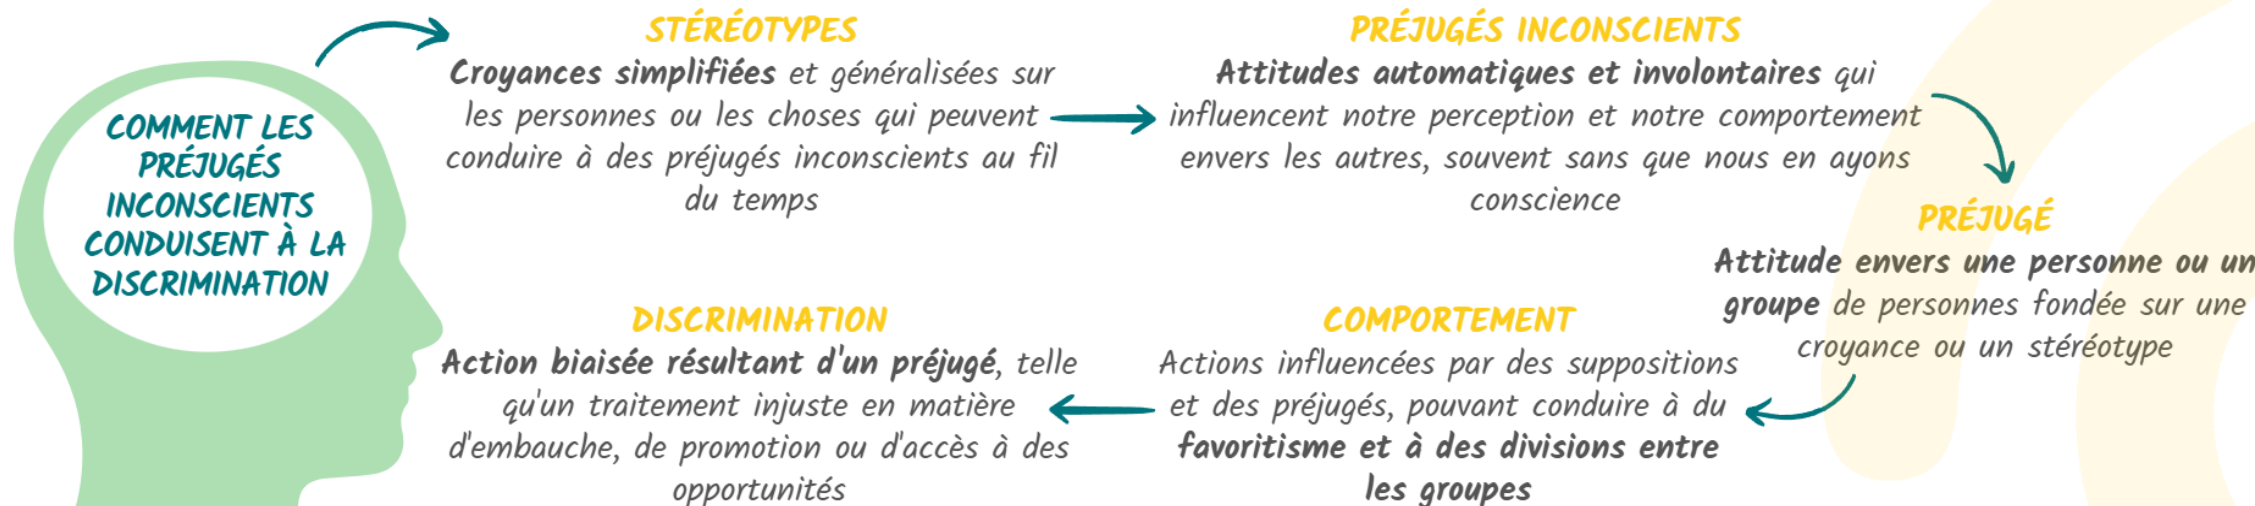 COMMENT LES
PRÉJUGÉS
INCONSCIENTS
CONDUISENT À LA
DISCRIMINATION
STÉRÉOTYPES
Croyances simplifiées et généralisées sur
les personnes ou les choses qui peuvent
conduire à des préjugés inconscients au fil
du temps
PRÉJUGÉS INCONSCIENTS
Attitudes automatiques et involontaires qui
influencent notre perception et notre comportement
envers les autres, souvent sans que nous en ayons
conscience
PRÉJUGÉ
Attitude envers une personne ou un
groupe de personnes fondée sur une
croyance ou un stéréotype
COMPORTEMENT
Actions influencées par des suppositions
et des préjugés, pouvant conduire à du
favoritisme et à des divisions entre
les groupes
DISCRIMINATION
Action biaisée résultant d'un préjugé, telle
qu'un traitement injuste en matière
d'embauche, de promotion ou d'accès à des
opportunités